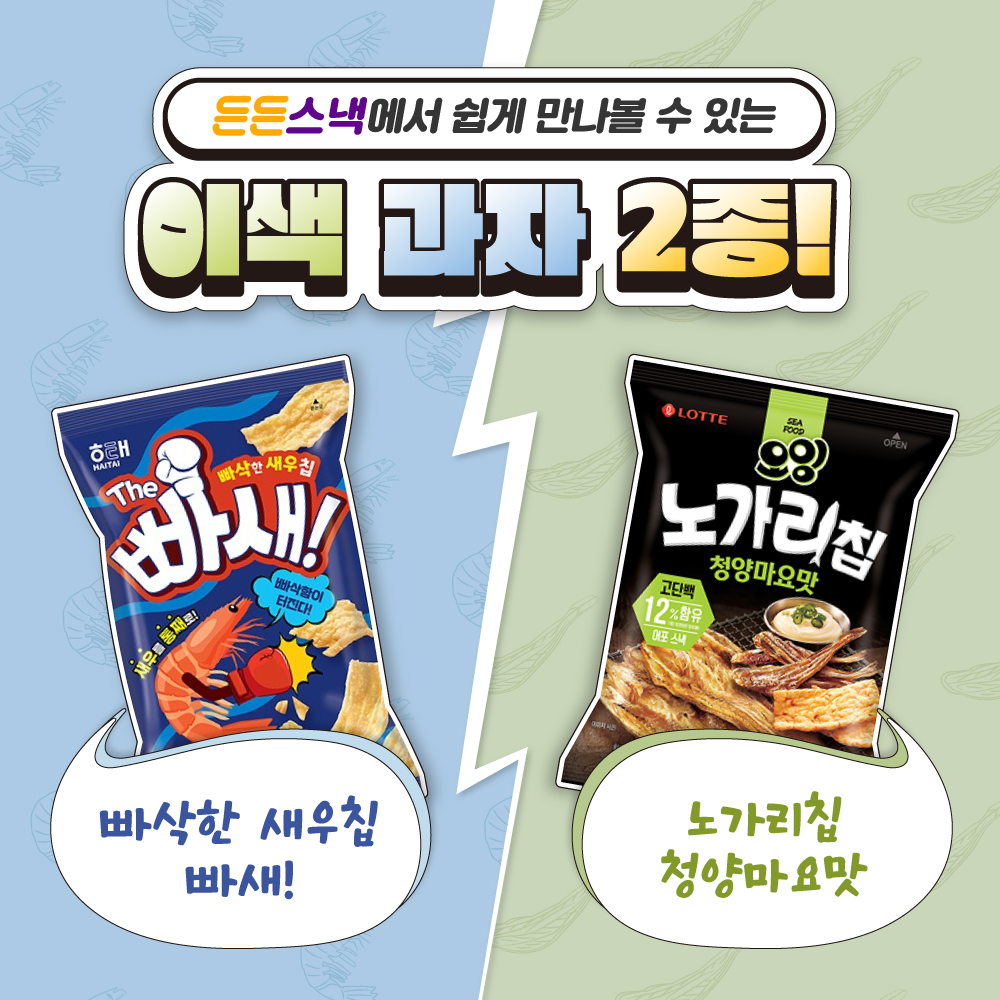 든든스낵에서 쉽게 만나볼 수 있는
이색 과자 2종!
해태
HAITAI
빠삭한 새우칩
The
빠새!
빠삭함이
터진다!
새우를 통째로!
LOTTE
SEA
FOOD
OPEN
오잉
노가리칩
청양마요맛
고단백
12%함유
어포 스낵
빠삭한 새우칩
빠새!
노가리칩
청양마요맛